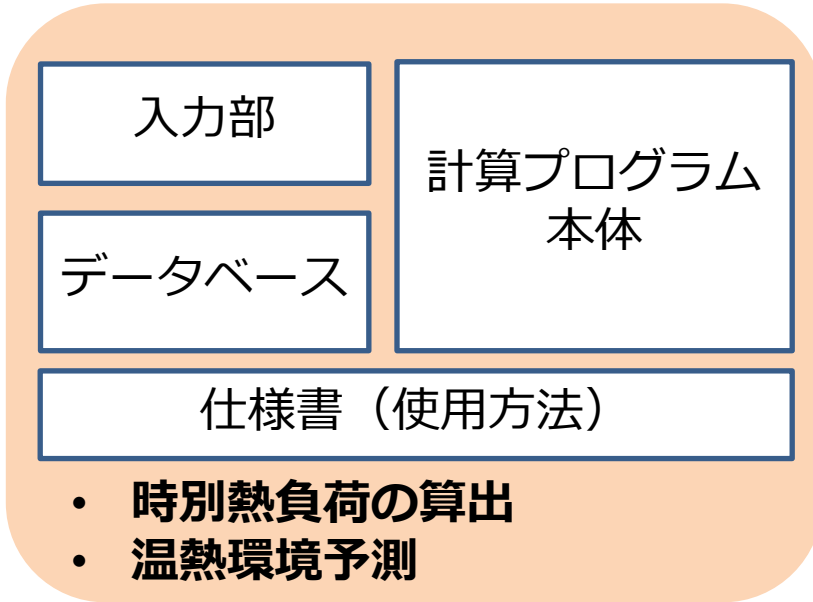 入力部
計算プログラム
本体
データベース
仕様書（使用方法）
• 時別熱負荷の算出
• 温熱環境予測